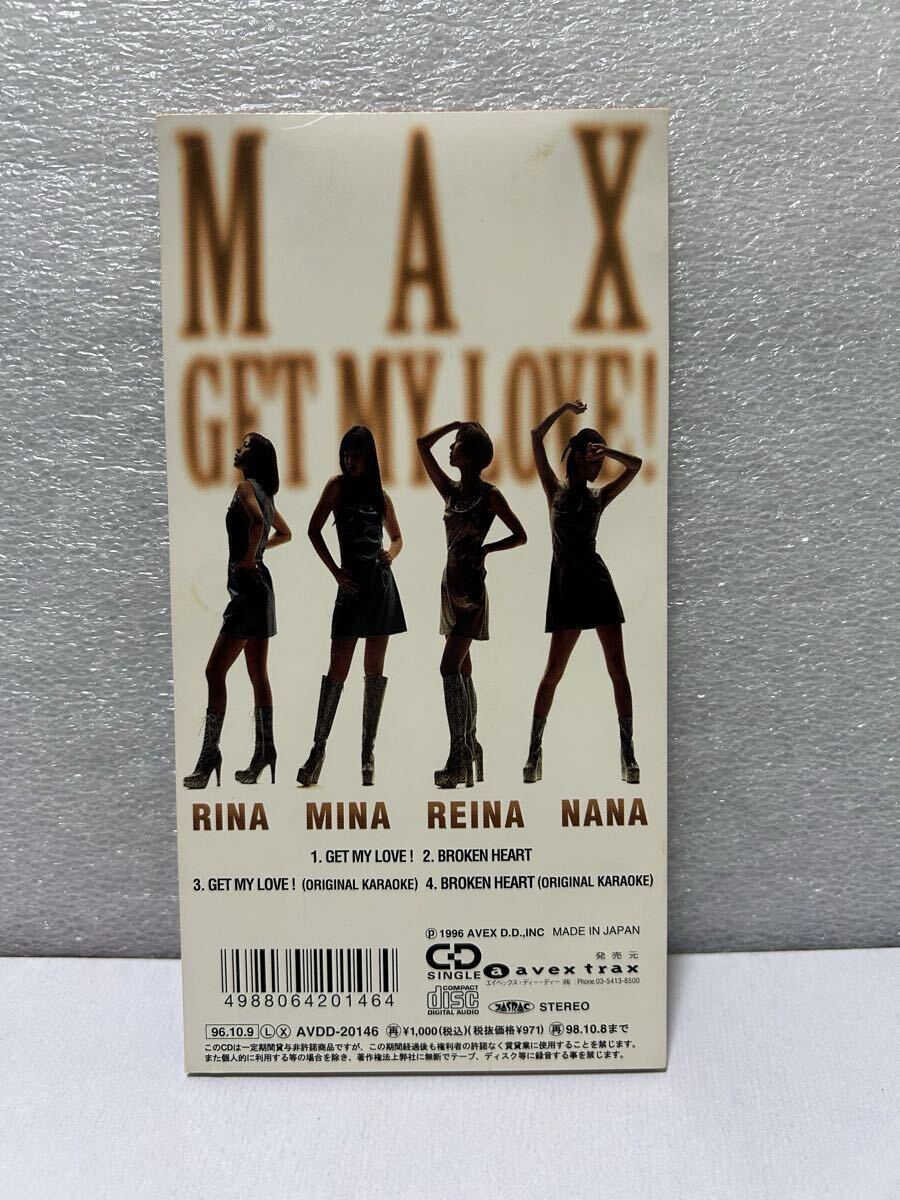 MAX
GET MY LOVE!
RINA MINA REINA NANA
1. GET MY LOVE! 2. BROKEN HEART
3. GET MY LOVE! (ORIGINAL KARAOKE) 4. BROKEN HEART (ORIGINAL KARAOKE)
Ⓟ1996 AVEX D.D.,INC MADE IN JAPAN
CD SINGLE
発売元
a avex trax
エイベックス・ディー・ディー㈱ :Phone.03-5413-8500
4988064201464
COMPACT disc DIGITAL AUDIO
JASRAC STEREO
96.10.9 Ⓛ Ⓧ AVDD-20146 ㊢¥1,000(税込)(税抜価格¥971) 再98.10.8まで
このCDは一定期間貸与非許諾商品ですが、この期間経過後も権利者の許諾なく賃貸業に使用することを禁じます。
また個人的に利用する等の場合を除き、著作権法上弊社に無断でテープ、ディスク等に録音する事を禁じます。